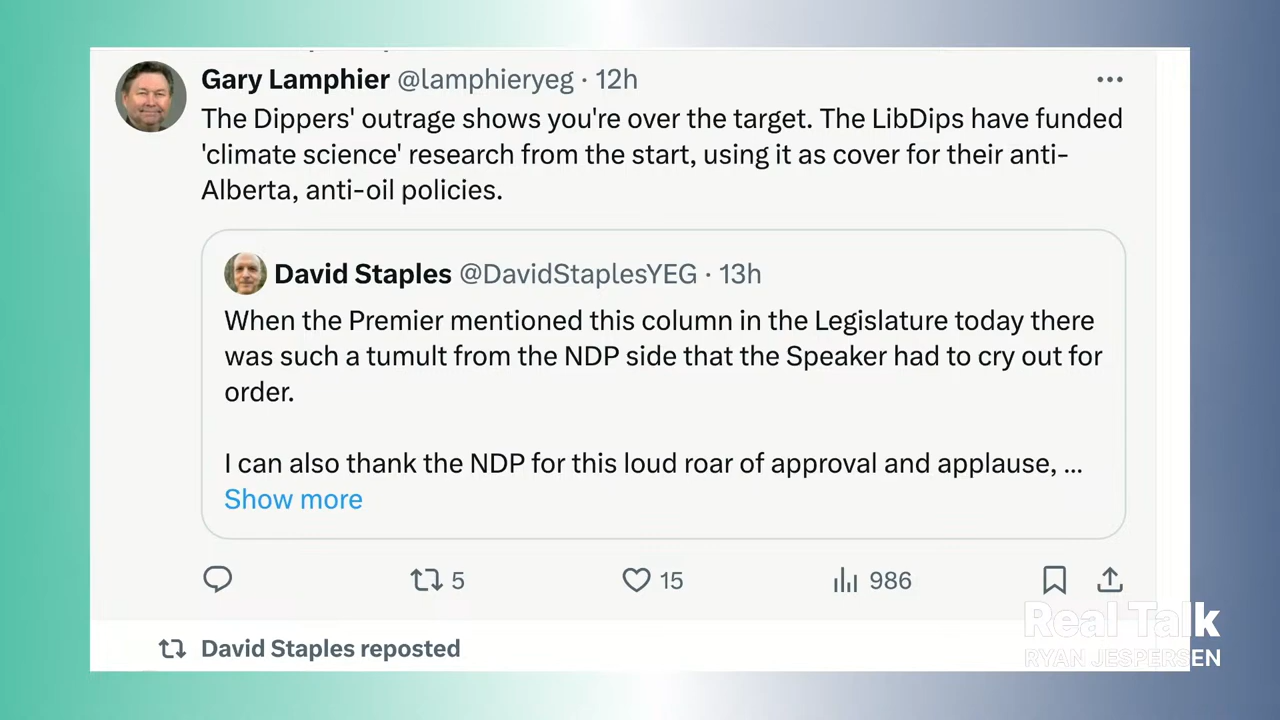 Gary Lamphier @lamphieryeg · 12h
The Dippers' outrage shows you're over the target. The LibDips have funded
'climate science' research from the start, using it as cover for their anti-
Alberta, anti-oil policies.
David Staples @DavidStaplesYEG · 13h
When the Premier mentioned this column in the Legislature today there
was such a tumult from the NDP side that the Speaker had to cry out for
order.
I can also thank the NDP for this loud roar of approval and applause, ...
Show more
5 15 986
David Staples reposted
Real Talk
RYAN JESPERSEN